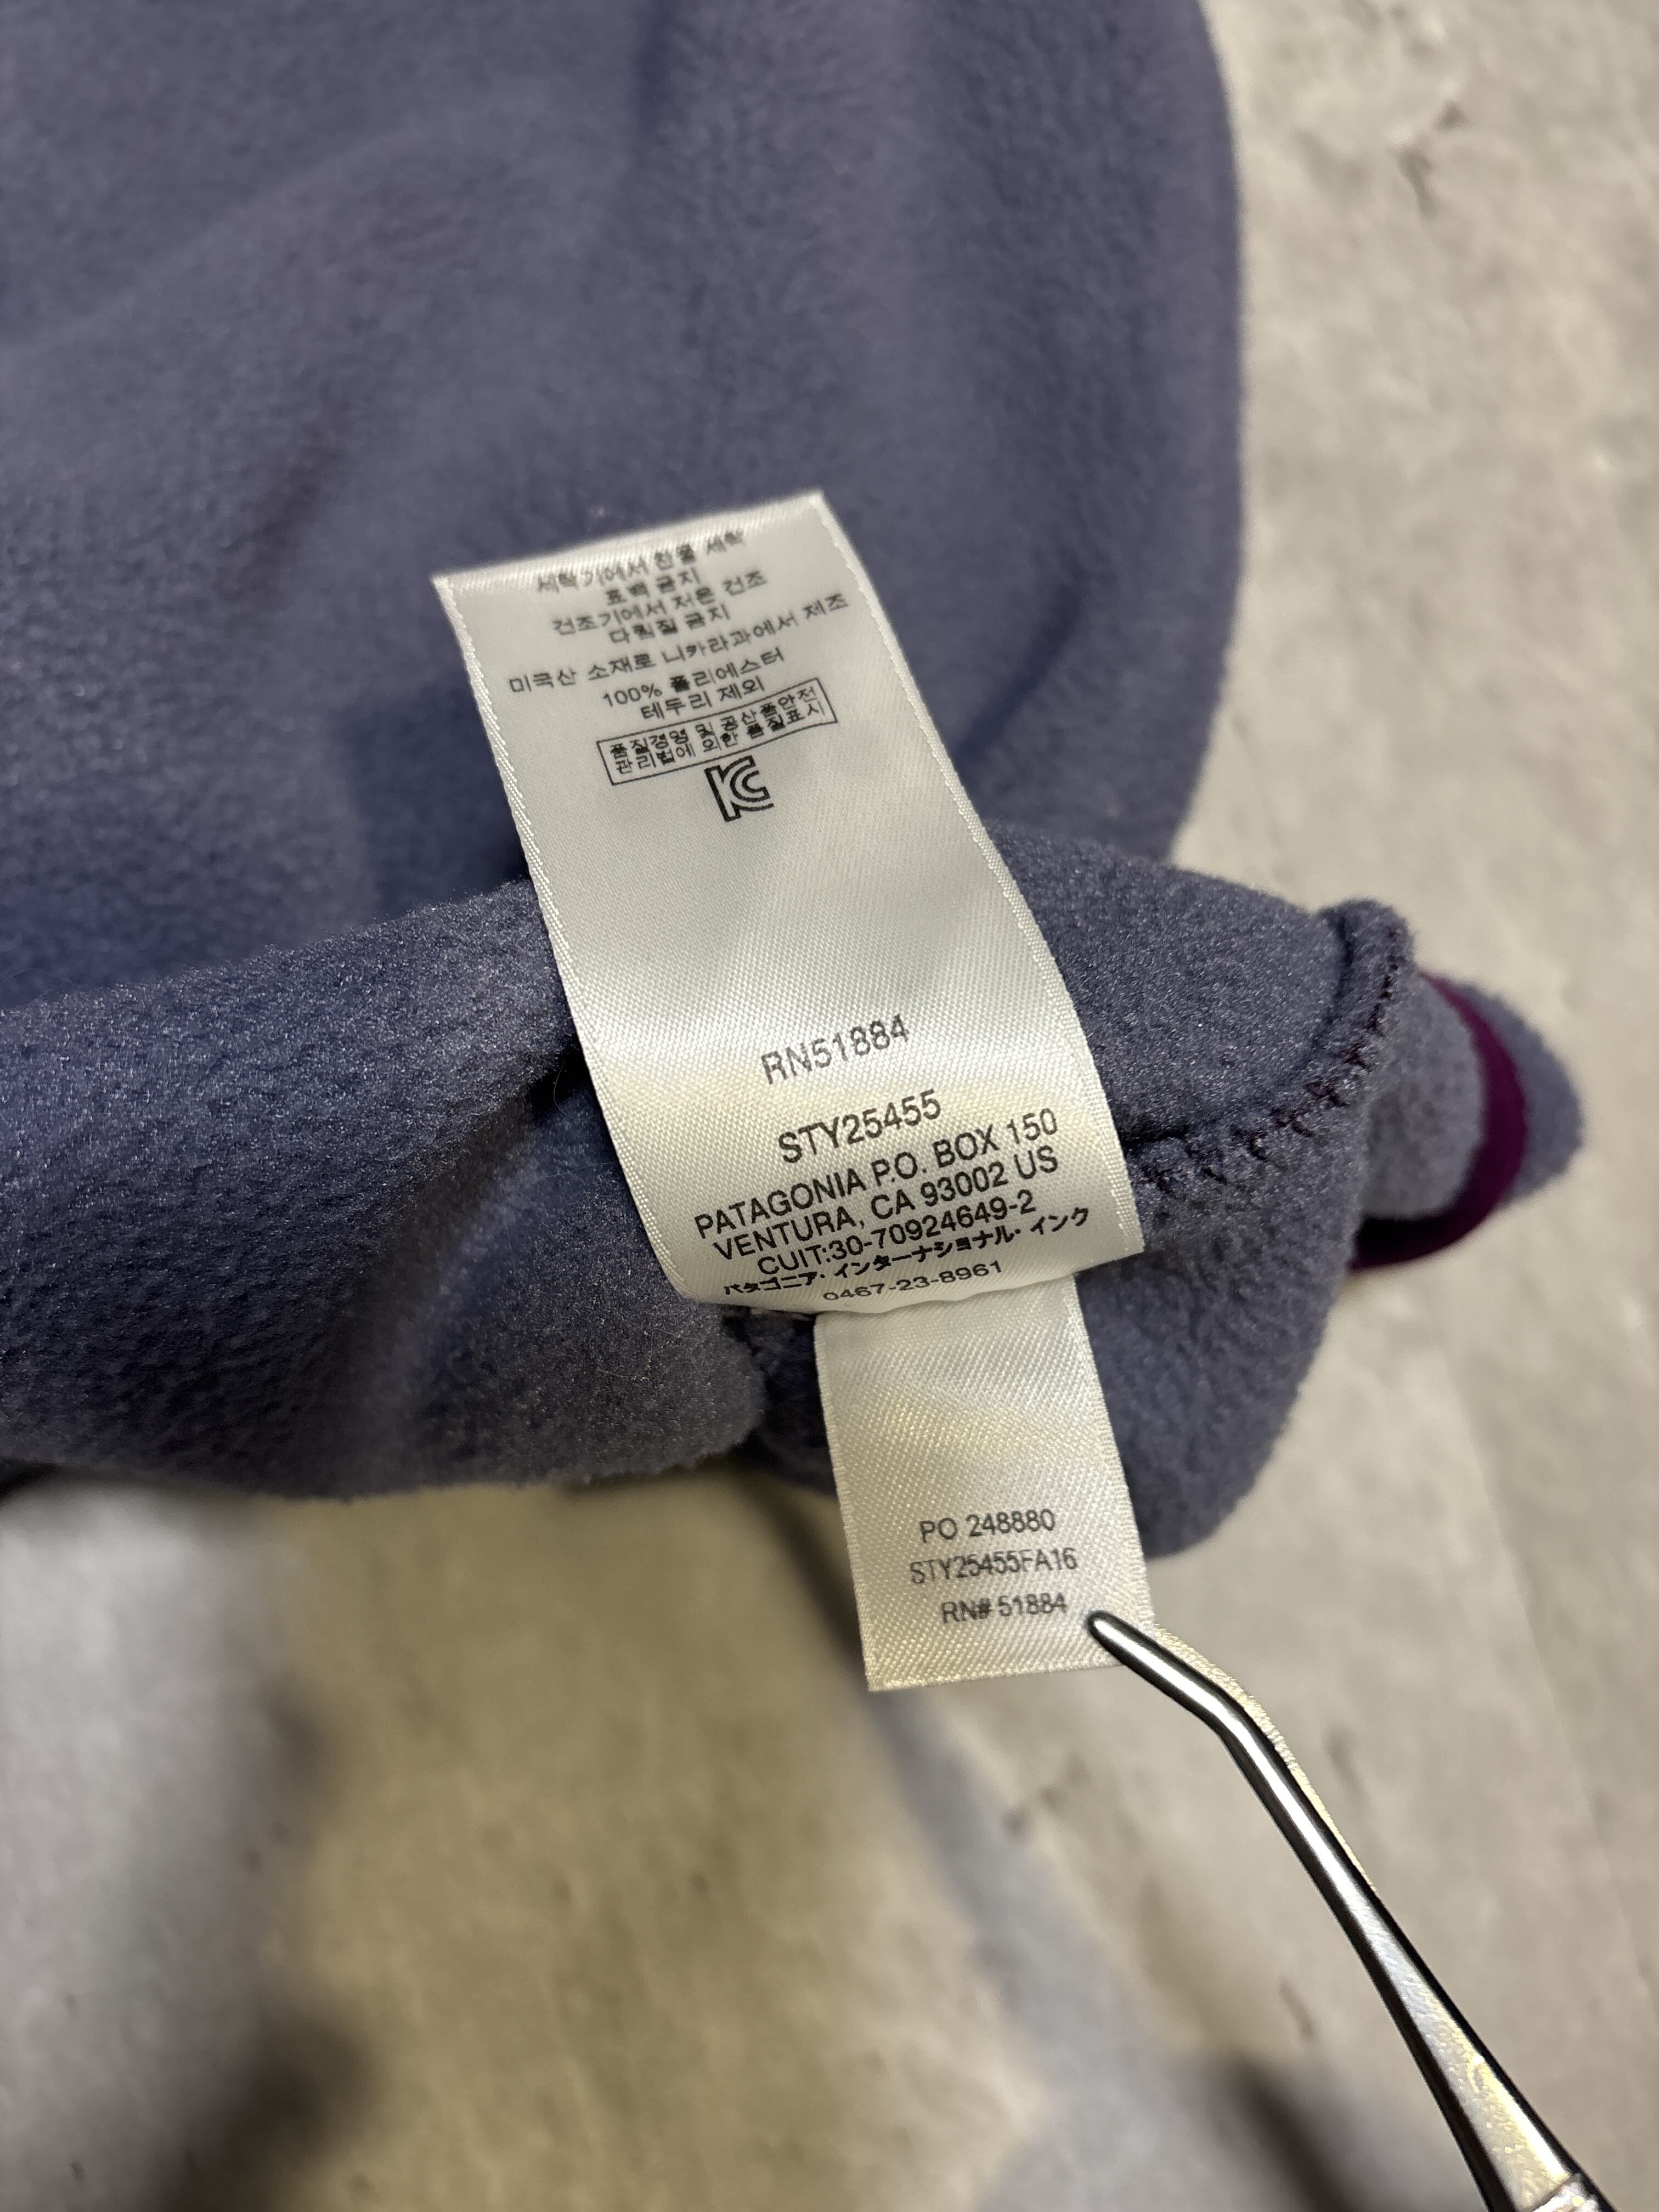 세탁기에서 찬물 세탁
표백 금지
건조기에서 저온 건조
다림질 금지
미국산 소재로 니카라과에서 제조
100% 폴리에스터
테두리 제외
품질경영 및 공산품안전
관리법에 의한 품질표시
RN51884
STY25455
PATAGONIA P.O. BOX 150
VENTURA, CA 93002 US
CUIT:30-70924649-2
パタゴニア・インターナショナル・インク
0467-23-8961
PO 248880
STY25455FA16
RN# 51884